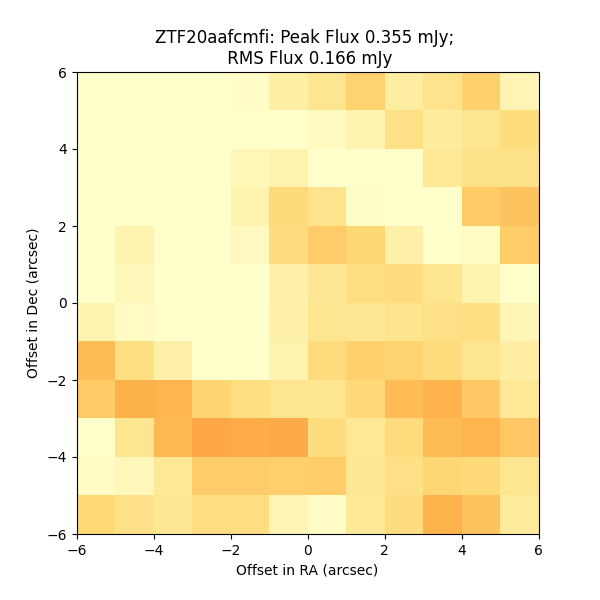 ZTF20aafcmfi: Peak Flux 0.355 mJy;
RMS Flux 0.166 mJy
6
4
2
0
−2
−4
−6
Offset in Dec (arcsec)
−6 −4 −2 0 2 4 6
Offset in RA (arcsec)